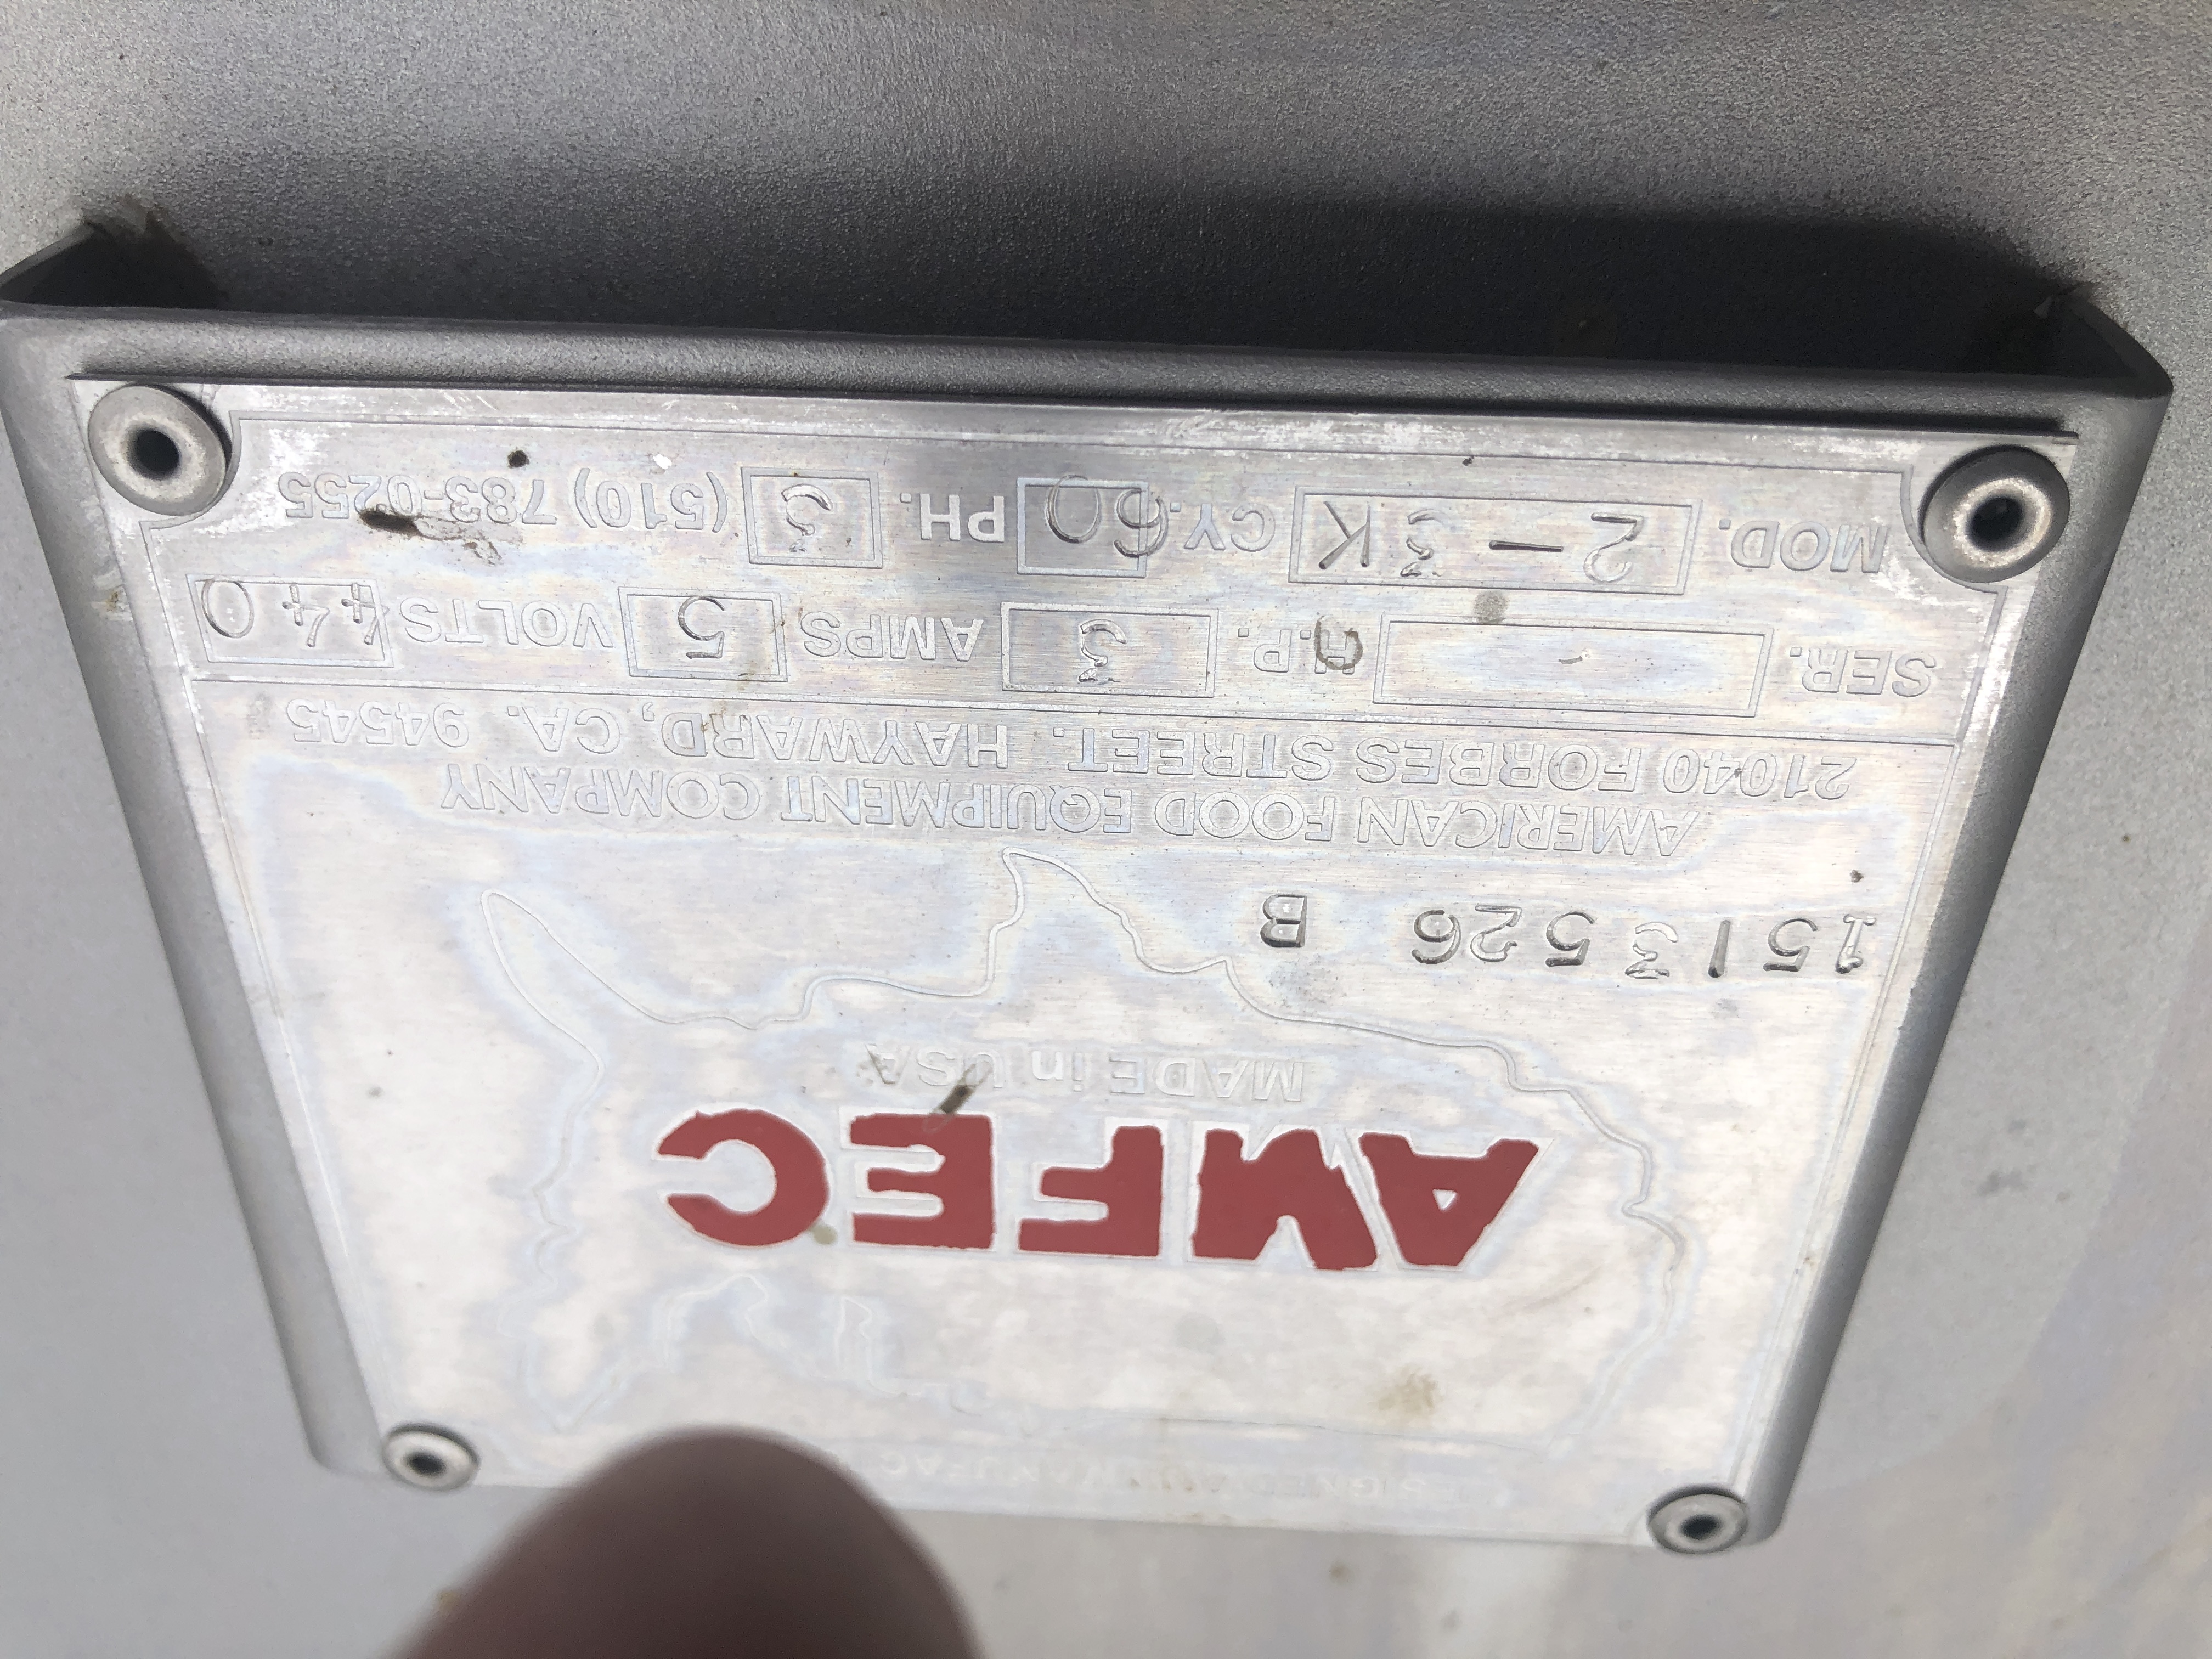 AMFEC
MADE in USA
1513526 B
AMERICAN FOOD EQUIPMENT COMPANY
21040 FORBES STREET. HAYWARD, CA. 94545
SER. H.P. 3 AMPS 5 VOLTS 440
MOD. 2-3K CY. 60 PH. 3 (510) 783-0255